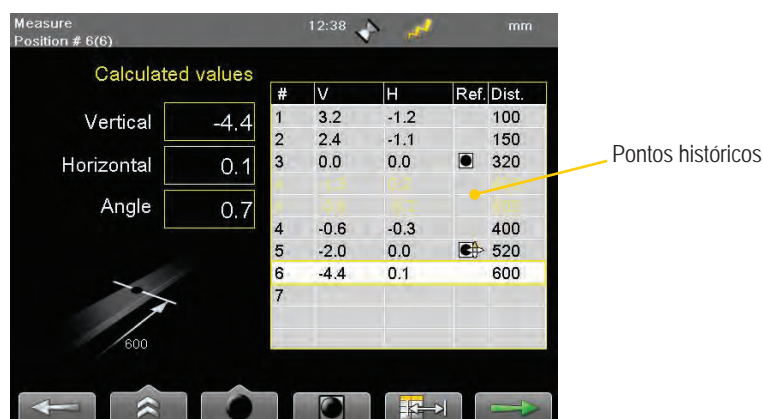 Measure
Position # 6(6)
12:38
mm
Calculated values
Vertical -4.4
Horizontal 0.1
Angle 0.7
600
# V H Ref. Dist.
1 3.2 -1.2 100
2 2.4 -1.1 150
3 0.0 0.0 320
4 -0.6 -0.3 400
5 -2.0 0.0 520
6 -4.4 0.1 600
7
Pontos históricos